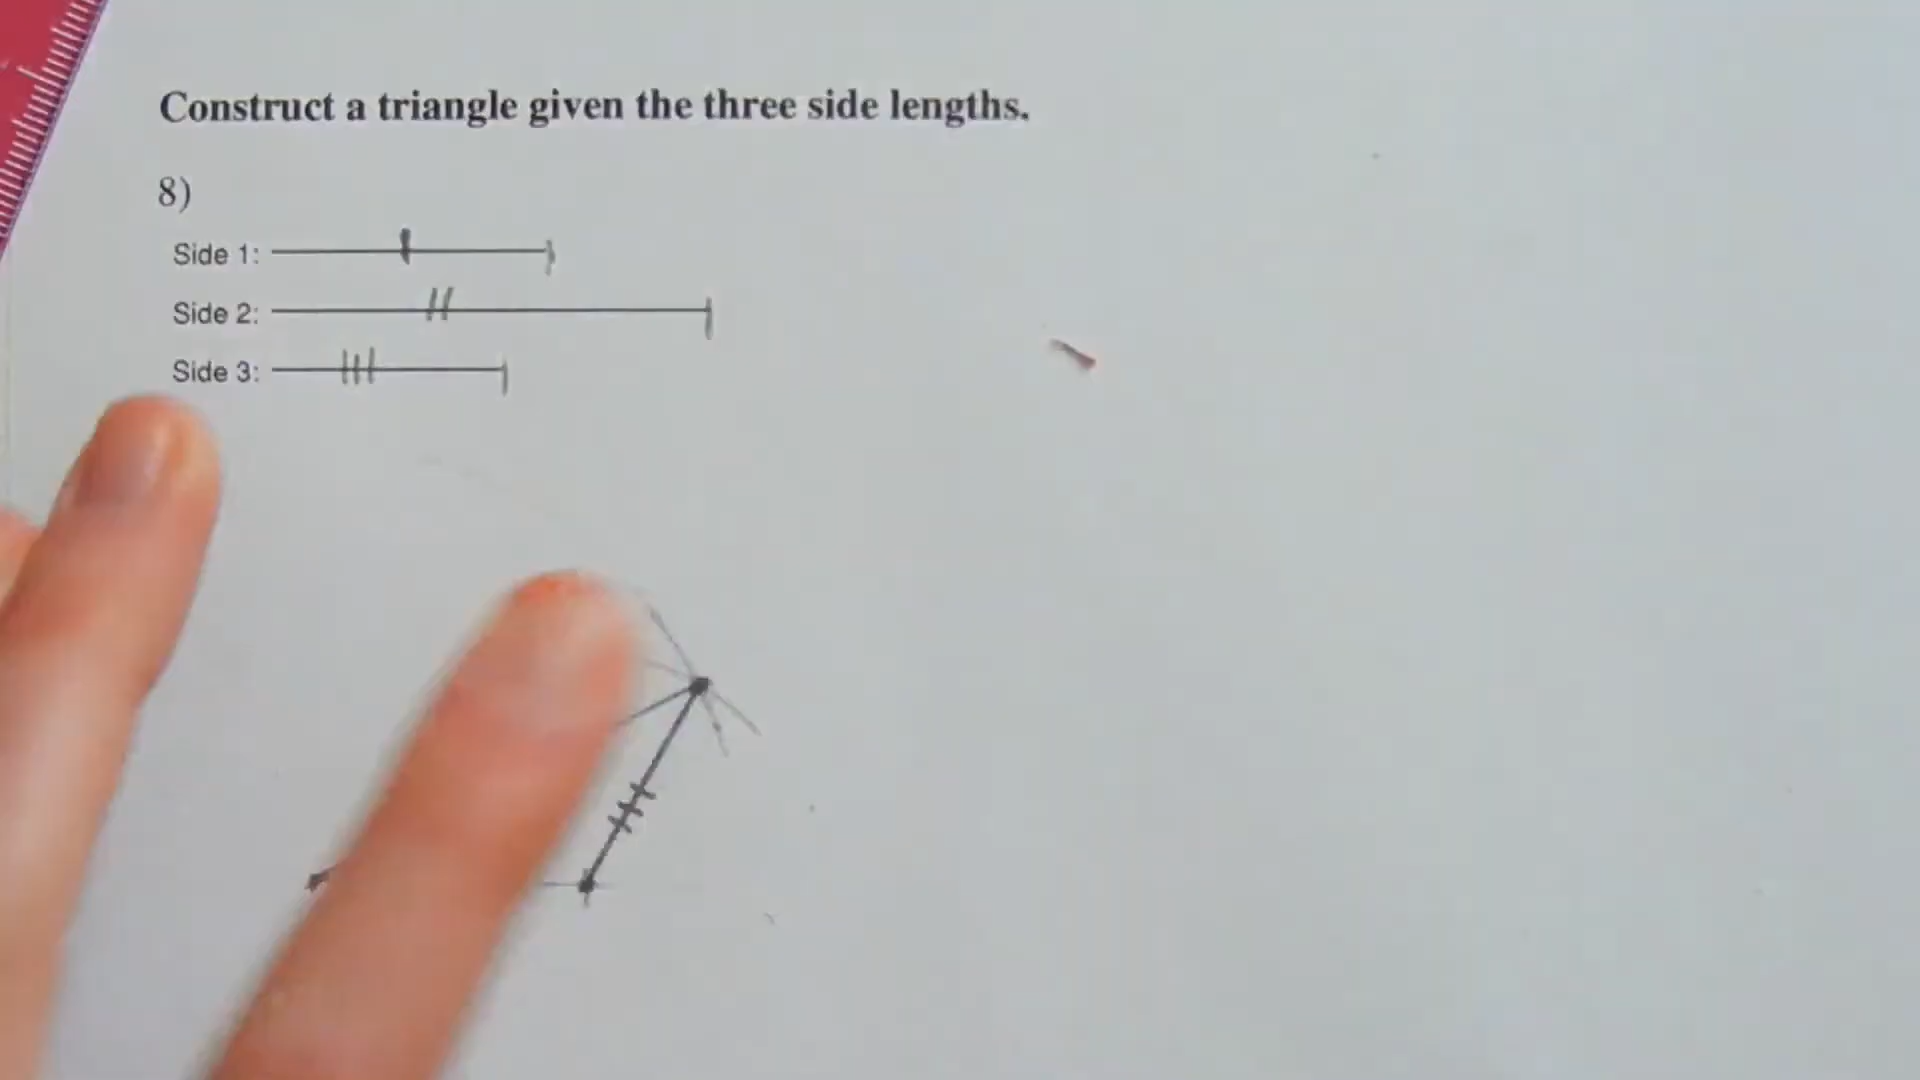 Construct a triangle given the three side lengths.
8)
Side 1:
Side 2:
Side 3: